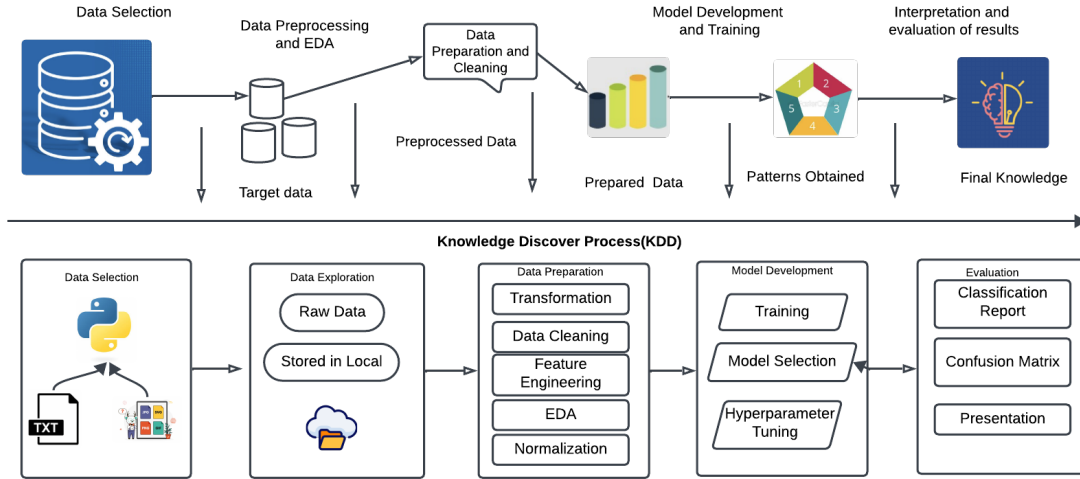 Data Selection
Data Preprocessing
and EDA
Data
Preparation and
Cleaning
Model Development
and Training
Interpretation and
evaluation of results
1
2
3
4
5
Target data
Preprocessed Data
Prepared Data
Patterns Obtained
Final Knowledge
Knowledge Discover Process(KDD)
Data Selection
TXT
Data Exploration
Raw Data
Stored in Local
Data Preparation
Transformation
Data Cleaning
Feature
Engineering
EDA
Normalization
Model Development
Training
Model Selection
Hyperparameter
Tuning
Evaluation
Classification
Report
Confusion Matrix
Presentation